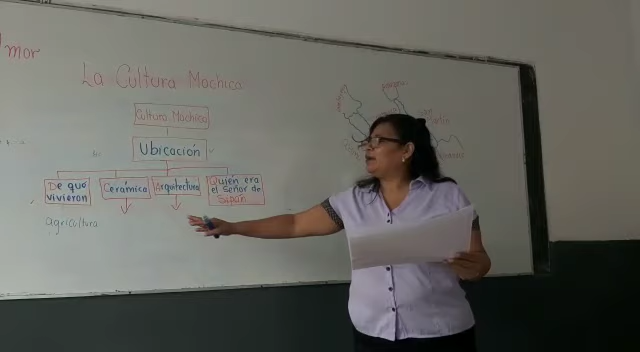 mor
La Cultura Mochica
Cultura Mochica
Ubicación
De qué
vivieron
Cerámica
Arquitectura
Quién era
el señor de
Sipán
agricultura